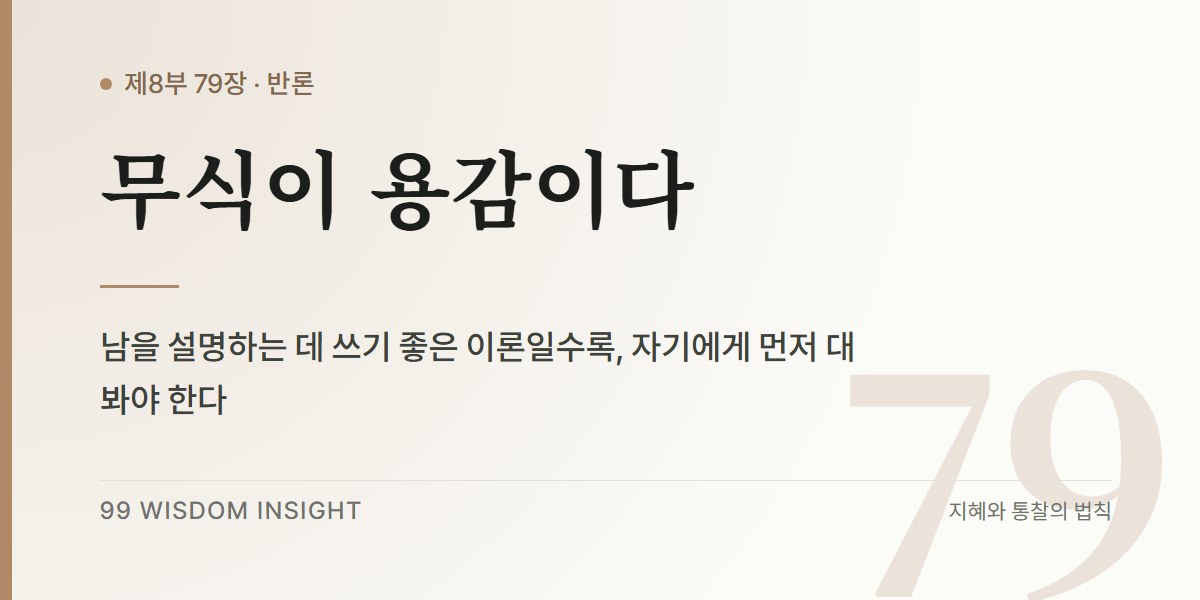 제8부 79장 · 반론
무식이 용감이다
남을 설명하는 데 쓰기 좋은 이론일수록, 자기에게 먼저 대
봐야 한다
79
99 WISDOM INSIGHT
지혜와 통찰의 법칙